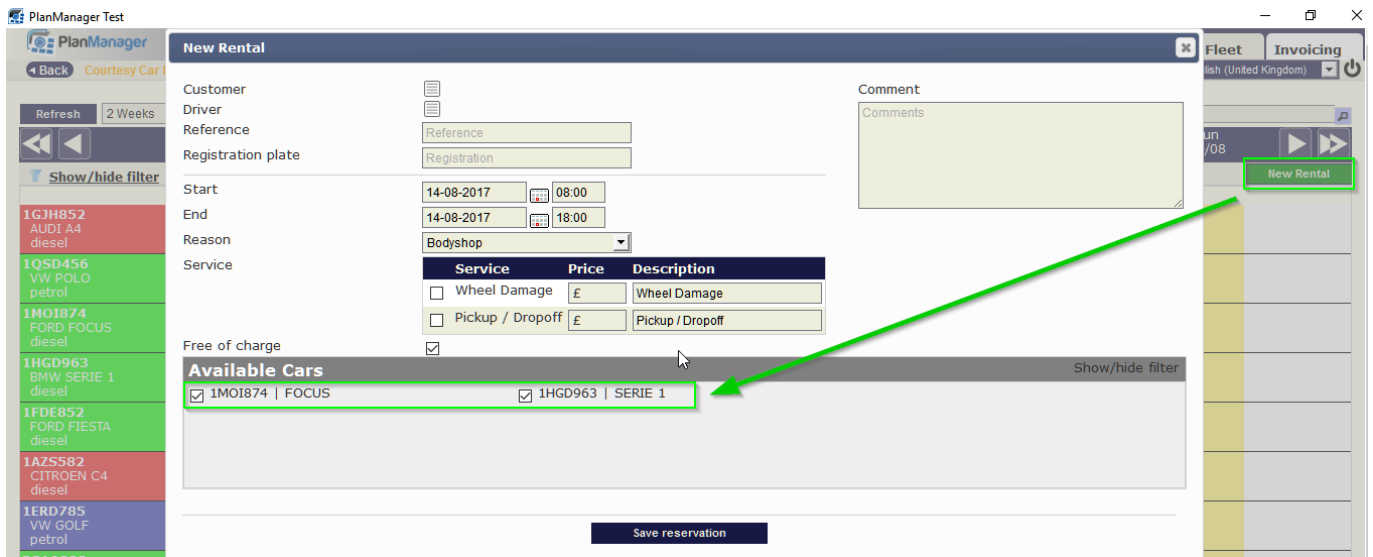 PlanManager Test
PlanManager
Back Courtesy Car
Fleet Invoicing
lish (United Kingdom)
Refresh 2 Weeks
un
/08
Show/hide filter
New Rental
1GJH852
AUDI A4
diesel
1QSD456
VW POLO
petrol
1MOI874
FORD FOCUS
diesel
1HGD963
BMW SERIE 1
diesel
1FDE852
FORD FIESTA
diesel
1AZS582
CITROEN C4
diesel
1ERD785
VW GOLF
petrol
New Rental
Customer
Driver
Reference Reference
Registration plate Registration
Comment
Comments
Start 14-08-2017 08:00
End 14-08-2017 18:00
Reason Bodyshop
Service
Service Price Description
Wheel Damage £ Wheel Damage
Pickup / Dropoff £ Pickup / Dropoff
Free of charge
Available Cars Show/hide filter
1MOI874 | FOCUS 1HGD963 | SERIE 1
Save reservation